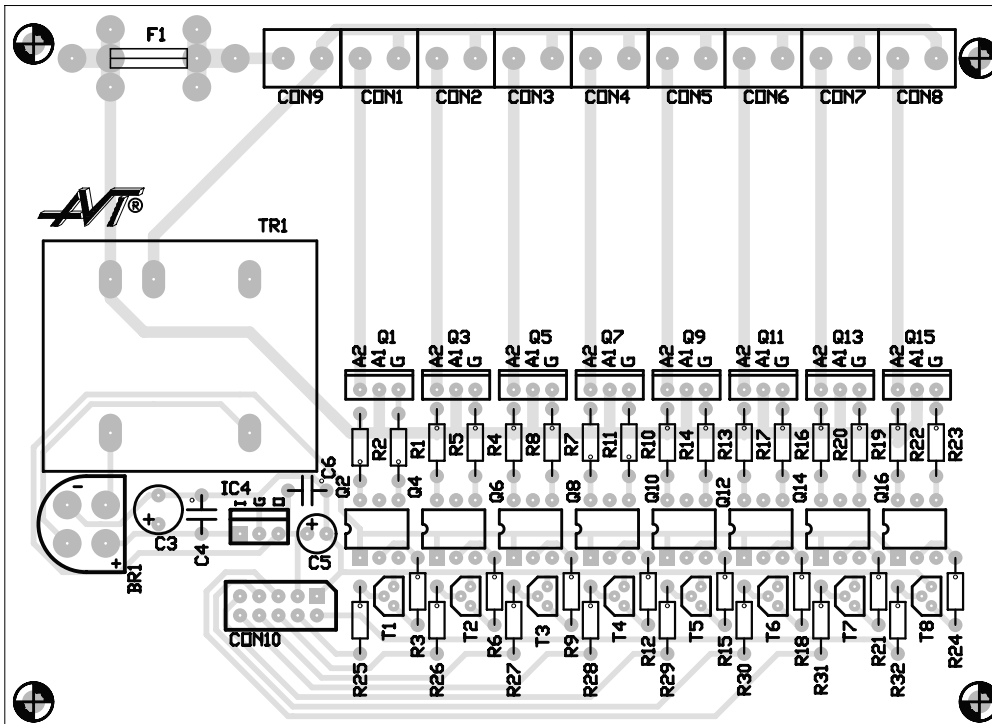 F1
CON9 CON1 CON2 CON3 CON4 CON5 CON6 CON7 CON8
AVT®
TR1
Q1 Q3 Q5 Q7 Q9 Q11 Q13 Q15
A2 A1 G A2 A1 G A2 A1 G A2 A1 G A2 A1 G A2 A1 G A2 A1 G A2 A1 G
R2 R1 R5 R4 R8 R7 R11 R10 R14 R13 R17 R16 R20 R19 R22 R23
C6
Q2 Q4 Q6 Q8 Q10 Q12 Q14 Q16
IC4
I G O
- +
C3 C4 C5
+ +
BR1
CON10
T1 T2 T3 T4 T5 T6 T7 T8
R3 R6 R9 R12 R15 R18 R21 R24
R25 R26 R27 R28 R29 R30 R31 R32